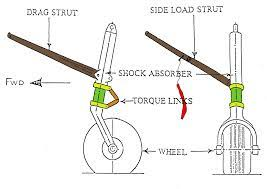 DRAG STRUT
SIDE LOAD STRUT
SHOCK ABSORBER
FWD
TORQUE LINKS
WHEEL